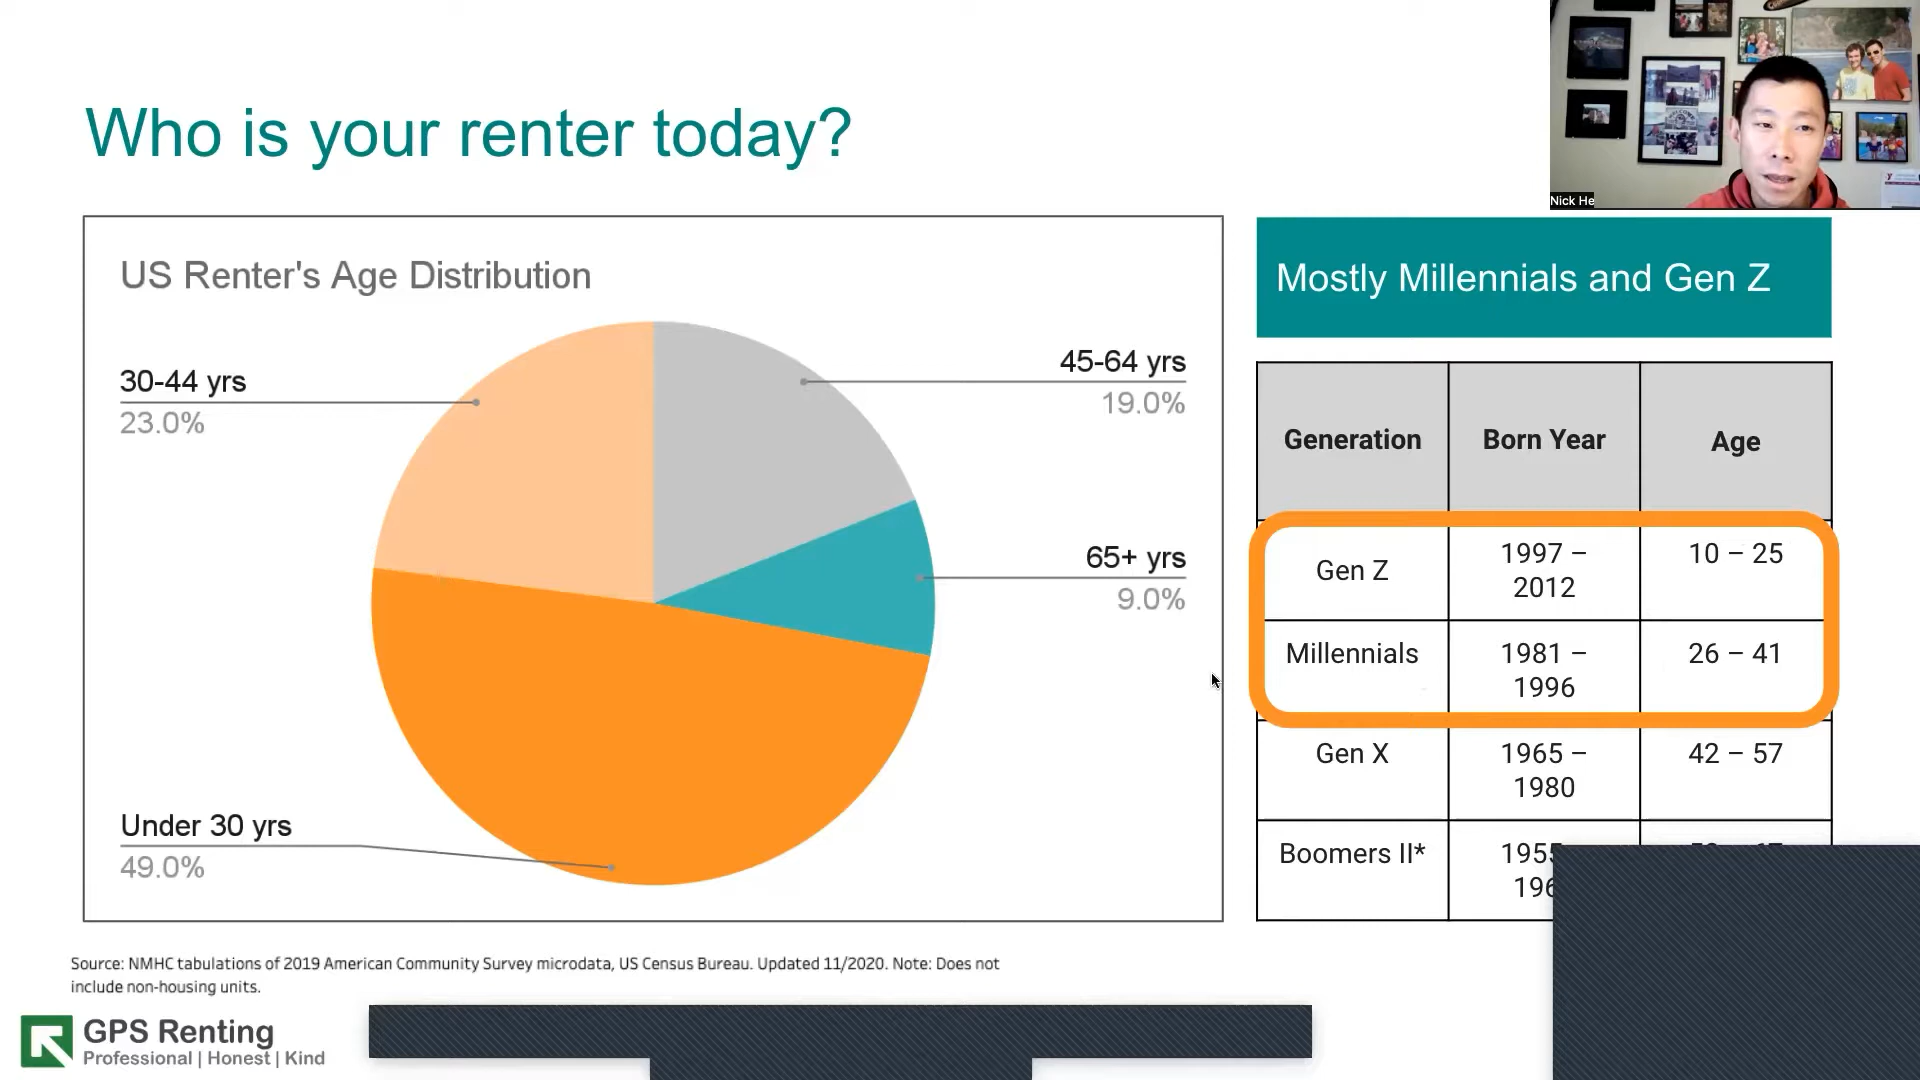 Who is your renter today?
Nick He
US Renter's Age Distribution
30-44 yrs
23.0%
45-64 yrs
19.0%
65+ yrs
9.0%
Under 30 yrs
49.0%
Mostly Millennials and Gen Z
Generation Born Year Age
Gen Z 1997 – 2012 10 – 25
Millennials 1981 – 1996 26 – 41
Gen X 1965 – 1980 42 – 57
Boomers II*
Source: NMHC tabulations of 2019 American Community Survey microdata, US Census Bureau. Updated 11/2020. Note: Does not
include non-housing units.
GPS Renting
Professional | Honest | Kind